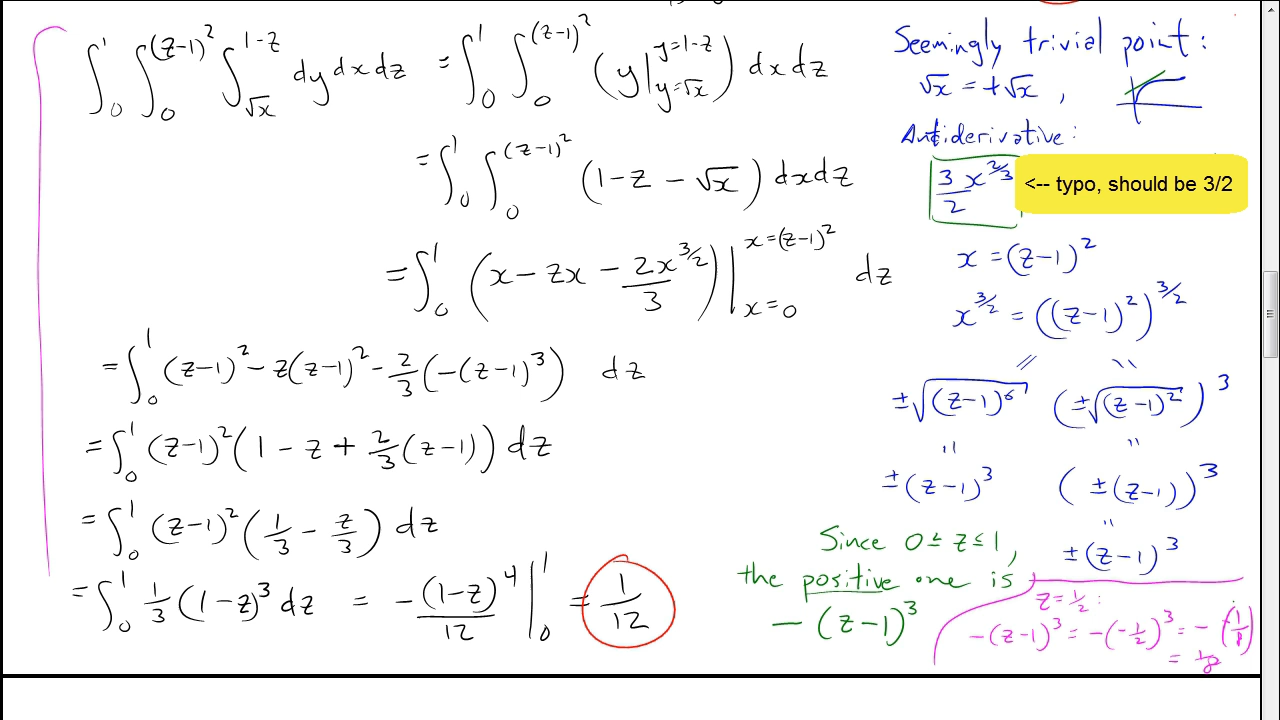 ∫₀¹ ∫₀^((z-1)²) ∫_(√x)^(1-z) dy dx dz = ∫₀¹ ∫₀^((z-1)²) (y|_(y=√x)^(y=1-z)) dx dz
= ∫₀¹ ∫₀^((z-1)²) (1-z - √x) dx dz
= ∫₀¹ (x - zx - 2x^(3/2)/3)|_(x=0)^(x=(z-1)²) dz
= ∫₀¹ (z-1)² - z(z-1)² - 2/3(-(z-1)³) dz
= ∫₀¹ (z-1)²(1 - z + 2/3(z-1)) dz
= ∫₀¹ (z-1)²(1/3 - z/3) dz
= ∫₀¹ 1/3(1-z)³ dz = -(1-z)⁴/12 |₀¹ = 1/12
Seemingly trivial point:
√x = +√x ,
Antiderivative:
3/2 x^(2/3) <-- typo, should be 3/2
x = (z-1)²
x^(3/2) = ((z-1)²)^(3/2)
= =
±√((z-1)⁶) (±√((z-1)²))³
= =
±(z-1)³ (±(z-1))³
=
±(z-1)³
Since 0 ≤ z ≤ 1,
the positive one is
-(z-1)³
z = 1/2 :
-(z-1)³ = -(-1/2)³ = -(-1/8)
= 1/8